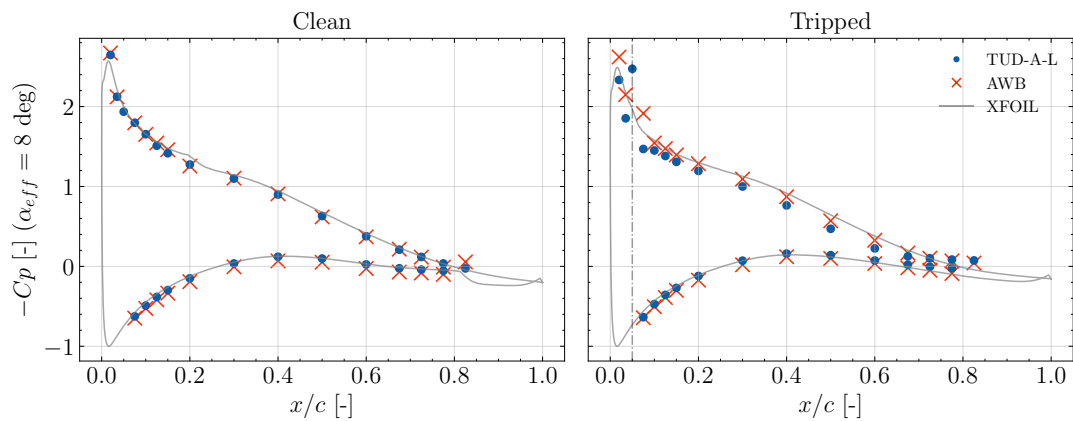 Clean
Tripped
−Cp [-] (α_eff = 8 deg)
2
1
0
−1
0.0 0.2 0.4 0.6 0.8 1.0
x/c [-]
TUD-A-L
AWB
XFOIL
0.0 0.2 0.4 0.6 0.8 1.0
x/c [-]